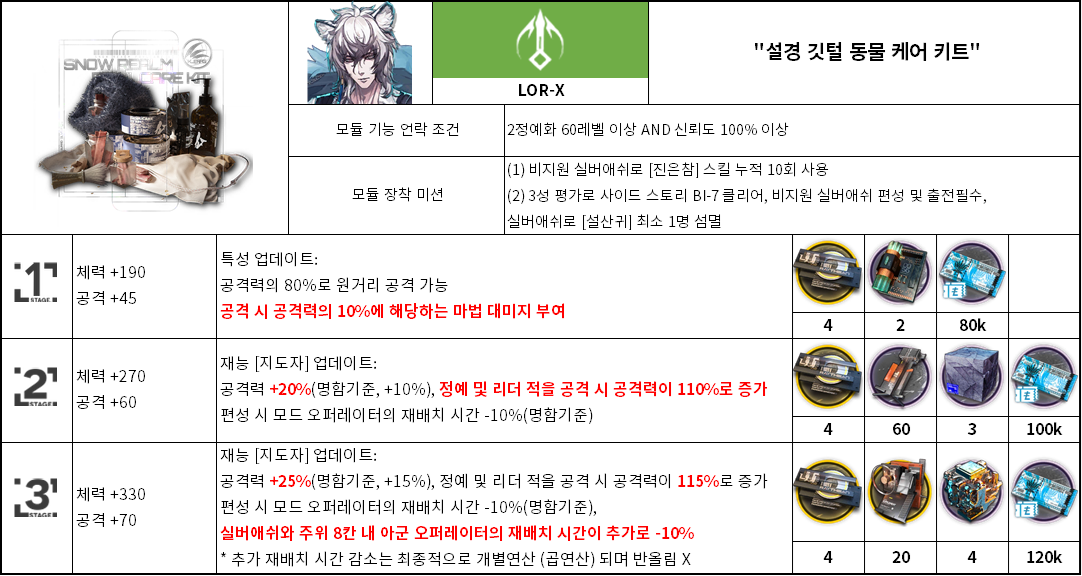 SNOW REALM
CARE KIT
LOR-X
"설경 깃털 동물 케어 키트"
모듈 기능 언락 조건
2정예화 60레벨 이상 AND 신뢰도 100% 이상
모듈 장착 미션
(1) 비지원 실버애쉬로 [진은참] 스킬 누적 10회 사용
(2) 3성 평가로 사이드 스토리 BI-7 클리어, 비지원 실버애쉬 편성 및 출전필수,
실버애쉬로 [설산귀] 최소 1명 섬멸
1
STAGE.
체력 +190
공격 +45
특성 업데이트:
공격력의 80%로 원거리 공격 가능
공격 시 공격력의 10%에 해당하는 마법 대미지 부여
4
2
80k
2
STAGE.
체력 +270
공격 +60
재능 [지도자] 업데이트:
공격력 +20%(명함기준, +10%), 정예 및 리더 적을 공격 시 공격력이 110%로 증가
편성 시 모드 오퍼레이터의 재배치 시간 -10%(명함기준)
4
60
3
100k
3
STAGE.
체력 +330
공격 +70
재능 [지도자] 업데이트:
공격력 +25%(명함기준, +15%), 정예 및 리더 적을 공격 시 공격력이 115%로 증가
편성 시 모드 오퍼레이터의 재배치 시간 -10%(명함기준),
실버애쉬와 주위 8칸 내 아군 오퍼레이터의 재배치 시간이 추가로 -10%
* 추가 재배치 시간 감소는 최종적으로 개별연산 (곱연산) 되며 반올림 X
4
20
4
120k